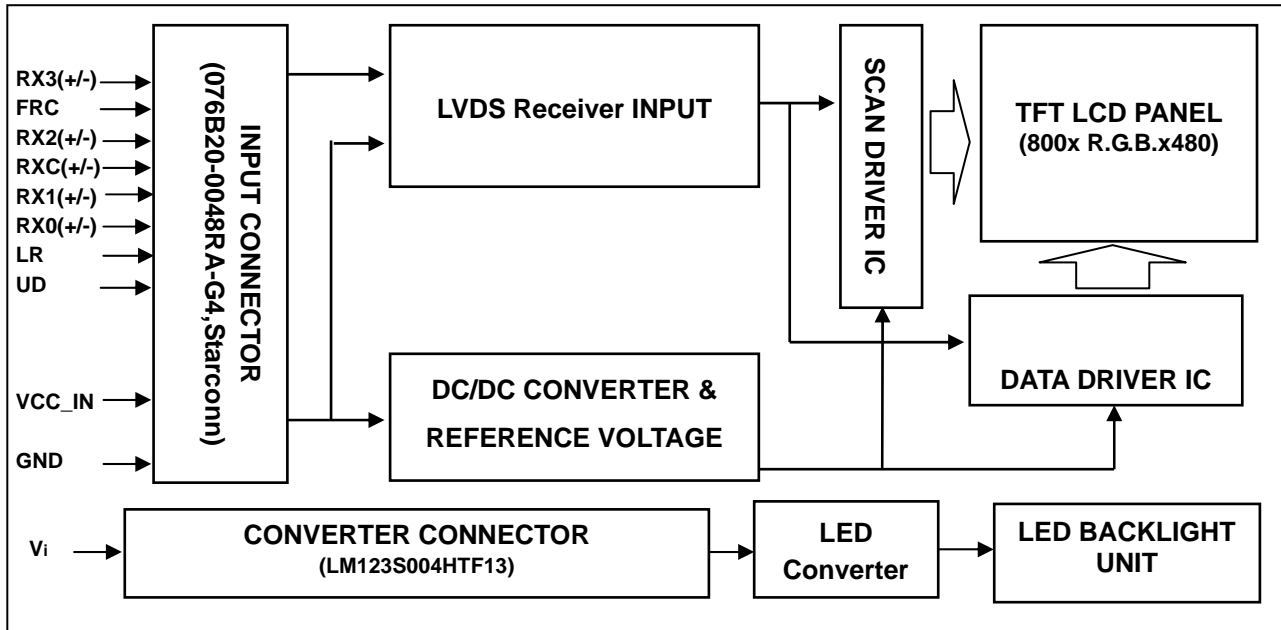 RX3(+/-)
FRC
RX2(+/-)
RXC(+/-)
RX1(+/-)
RX0(+/-)
LR
UD
VCC_IN
GND
INPUT CONNECTOR
(076B20-0048RA-G4,Starconn)
LVDS Receiver INPUT
SCAN DRIVER IC
TFT LCD PANEL
(800x R.G.B.x480)
DC/DC CONVERTER &
REFERENCE VOLTAGE
DATA DRIVER IC
Vi
CONVERTER CONNECTOR
(LM123S004HTF13)
LED
Converter
LED BACKLIGHT
UNIT